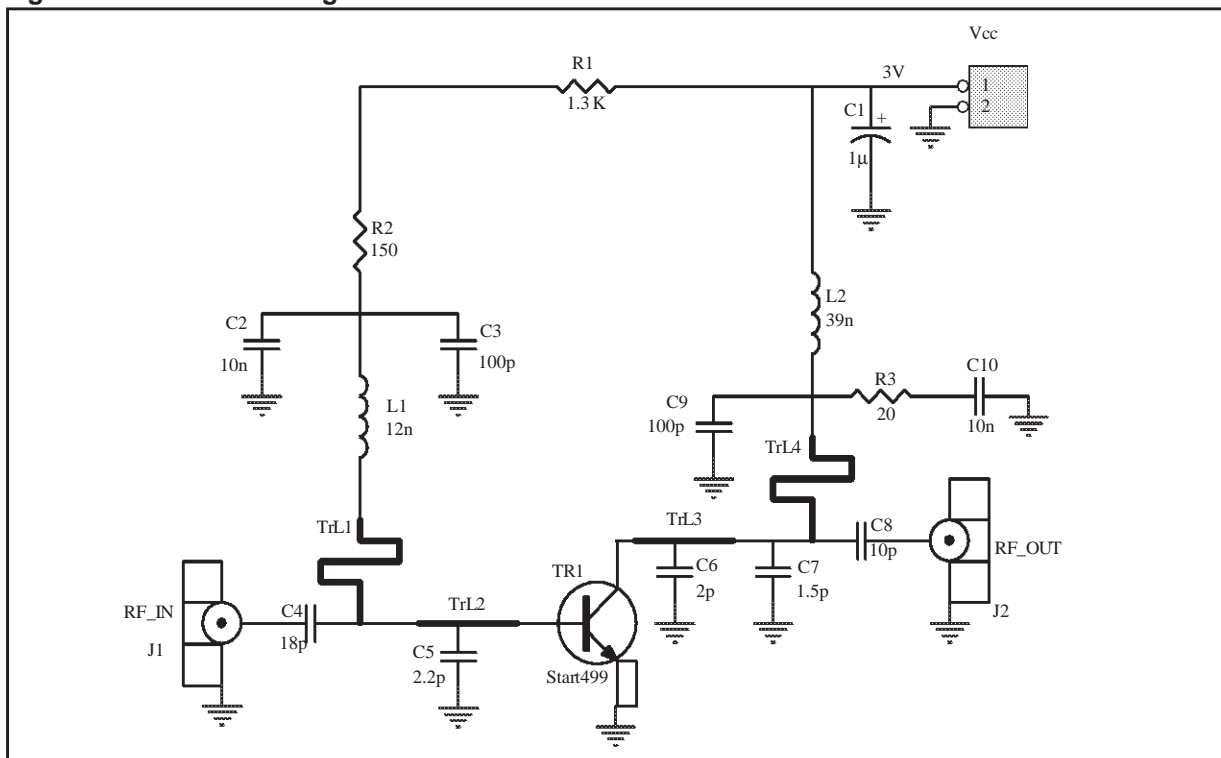 Vcc
R1
3V
1
1.3 K
2
C1
+
1µ
R2
150
L2
39n
C2
C3
10n
100p
R3
C10
L1
C9
20
12n
100p
10n
TrL4
TrL1
TrL3
C8
10p
RF_OUT
TR1
C6
C7
2p
1.5p
RF_IN
C4
TrL2
J2
J1
18p
C5
2.2p
Start499